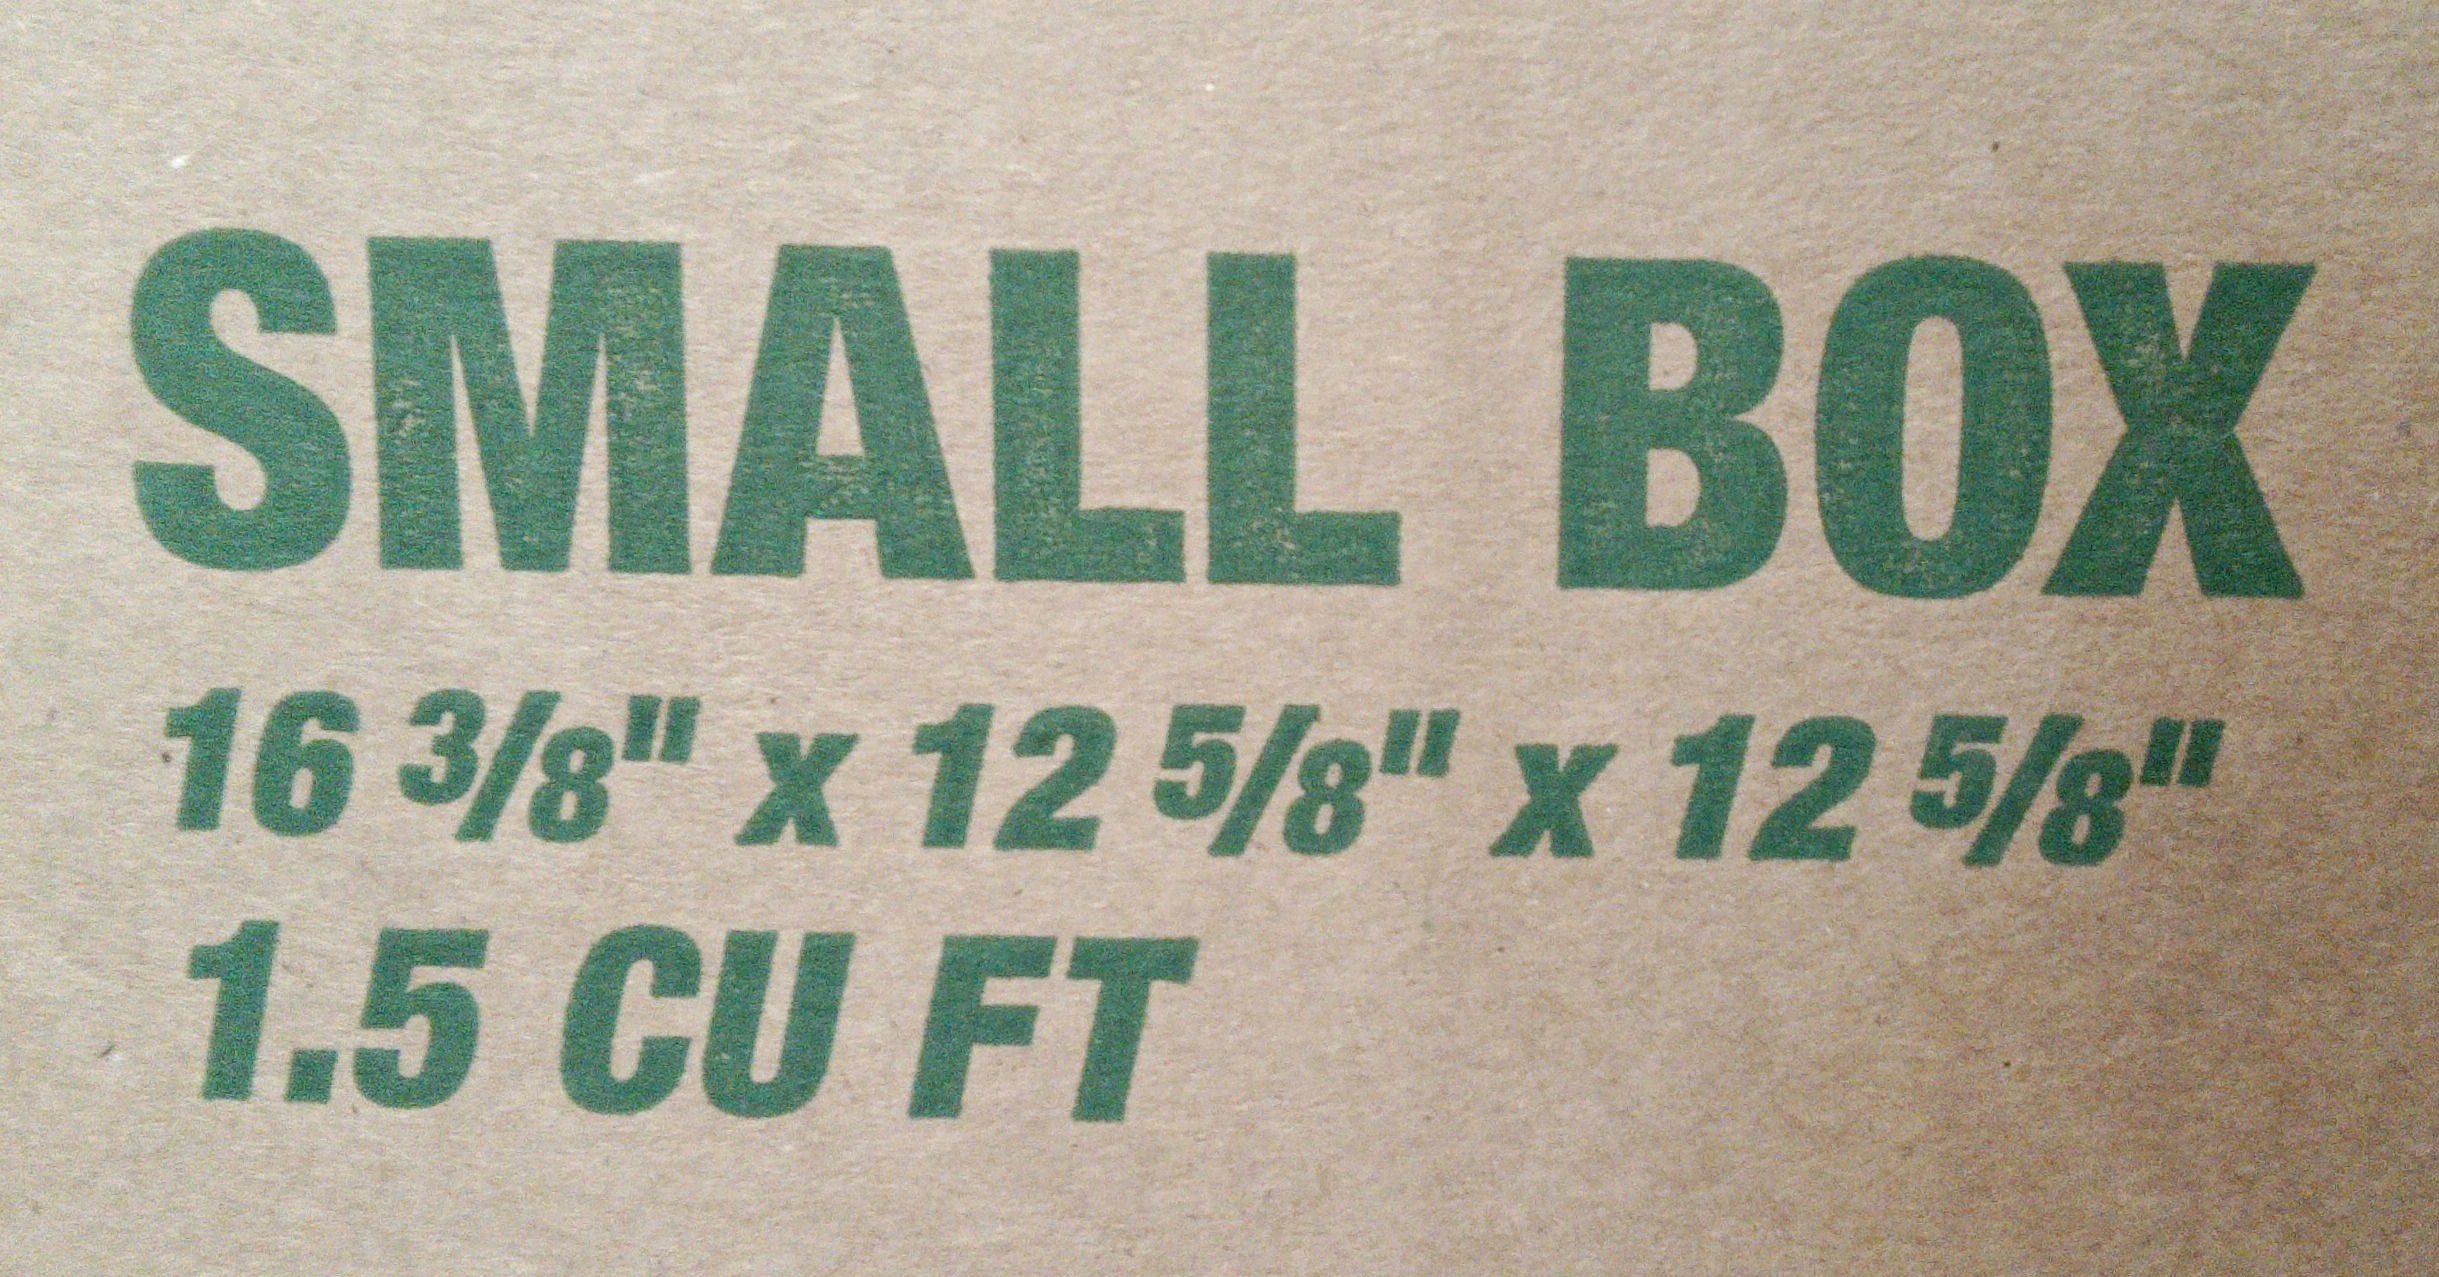 SMALL BOX
16 3/8" x 12 5/8" x 12 5/8"
1.5 CU FT